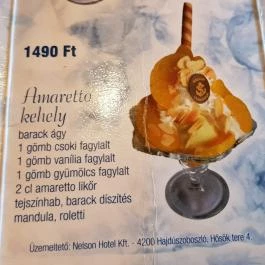 1490 Ft
Amaretto
kehely
barack ágy
1 gömb csoki fagylalt
1 gömb vanília fagylalt
1 gömb gyümölcs fagylalt
2 cl amaretto likőr
tejszínhab, barack díszítés
mandula, roletti
Üzemeltető: Nelson Hotel Kft. - 4200 Hajdúszoboszló. Hősök tere 4.